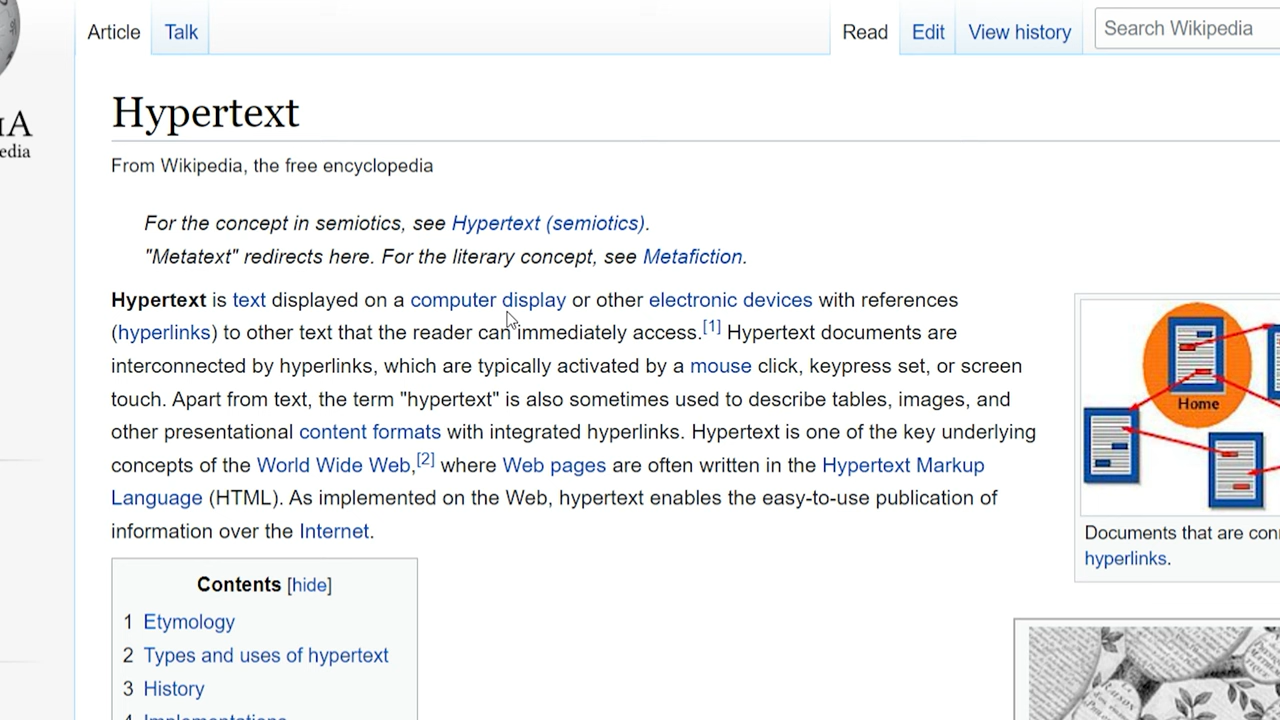 Article Talk Read Edit View history Search Wikipedia
Hypertext
From Wikipedia, the free encyclopedia
For the concept in semiotics, see Hypertext (semiotics).
"Metatext" redirects here. For the literary concept, see Metafiction.
Hypertext is text displayed on a computer display or other electronic devices with references
(hyperlinks) to other text that the reader can immediately access.[1] Hypertext documents are
interconnected by hyperlinks, which are typically activated by a mouse click, keypress set, or screen
touch. Apart from text, the term "hypertext" is also sometimes used to describe tables, images, and
other presentational content formats with integrated hyperlinks. Hypertext is one of the key underlying
concepts of the World Wide Web,[2] where Web pages are often written in the Hypertext Markup
Language (HTML). As implemented on the Web, hypertext enables the easy-to-use publication of
information over the Internet.
Home
Documents that are con
hyperlinks.
Contents [hide]
1 Etymology
2 Types and uses of hypertext
3 History
4 Implementations